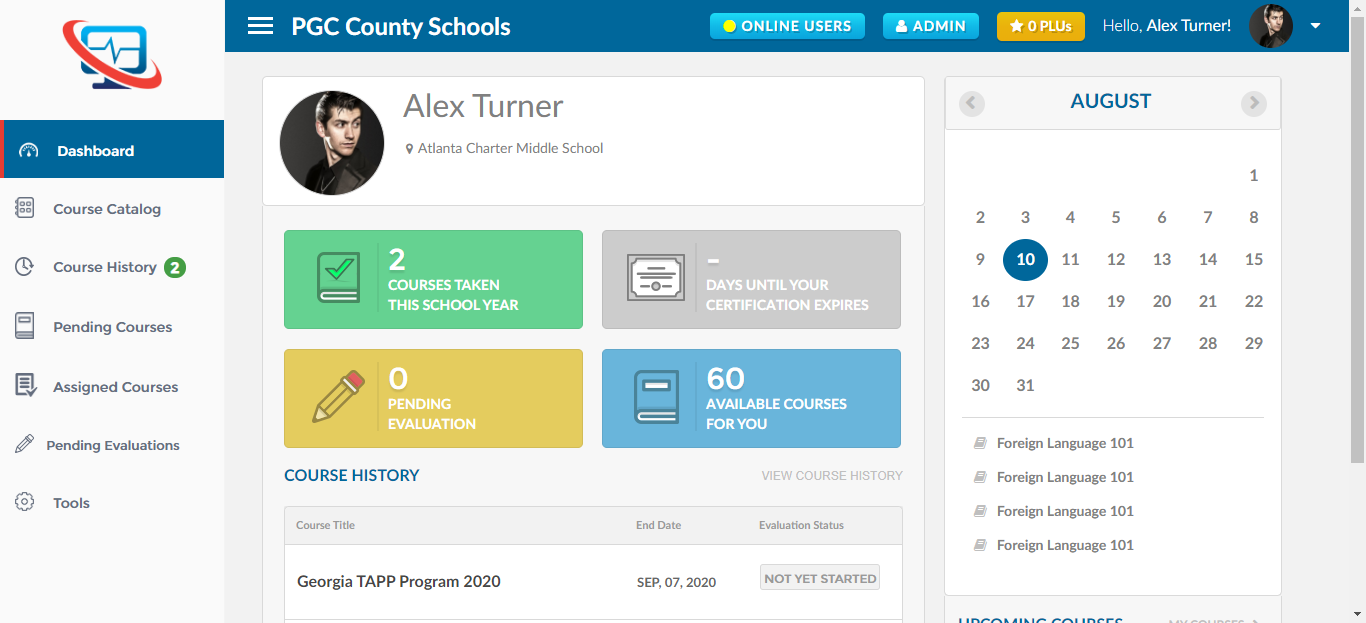 PGC County Schools
ONLINE USERS
ADMIN
0 PLUs
Hello, Alex Turner!
Dashboard
Course Catalog
Course History 2
Pending Courses
Assigned Courses
Pending Evaluations
Tools
Alex Turner
Atlanta Charter Middle School
2
COURSES TAKEN
THIS SCHOOL YEAR
–
DAYS UNTIL YOUR
CERTIFICATION EXPIRES
0
PENDING
EVALUATION
60
AVAILABLE COURSES
FOR YOU
COURSE HISTORY
VIEW COURSE HISTORY
Course Title End Date Evaluation Status
Georgia TAPP Program 2020 SEP, 07, 2020 NOT YET STARTED
AUGUST
1
2 3 4 5 6 7 8
9 10 11 12 13 14 15
16 17 18 19 20 21 22
23 24 25 26 27 28 29
30 31
Foreign Language 101
Foreign Language 101
Foreign Language 101
Foreign Language 101
UPCOMING COURSES
MY COURSES